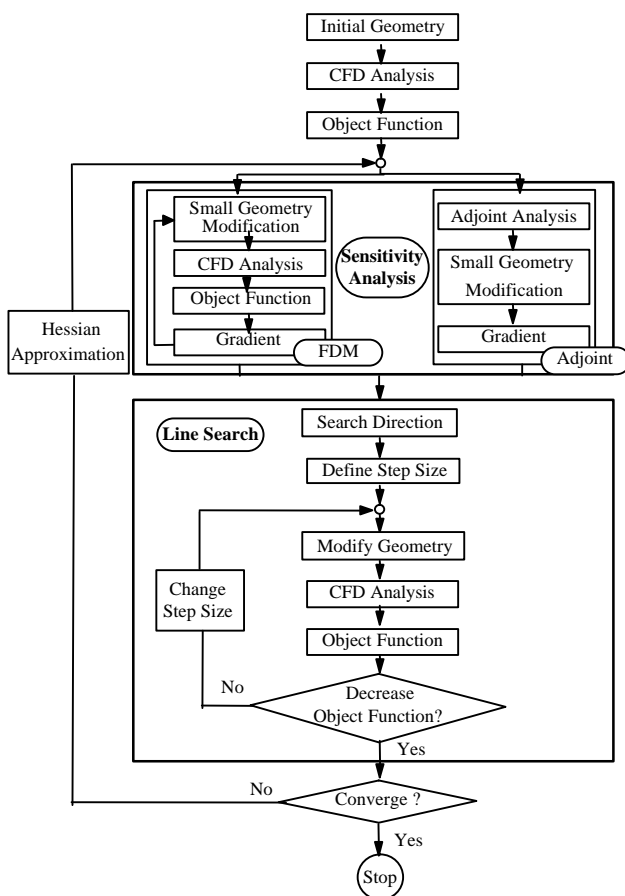 Initial Geometry
CFD Analysis
Object Function
Small Geometry
Modification
CFD Analysis
Object Function
Gradient
FDM
Sensitivity
Analysis
Adjoint Analysis
Small Geometry
Modification
Gradient
Adjoint
Hessian
Approximation
Line Search
Search Direction
Define Step Size
Modify Geometry
CFD Analysis
Object Function
Change
Step Size
No
Decrease
Object Function?
Yes
No
Converge ?
Yes
Stop